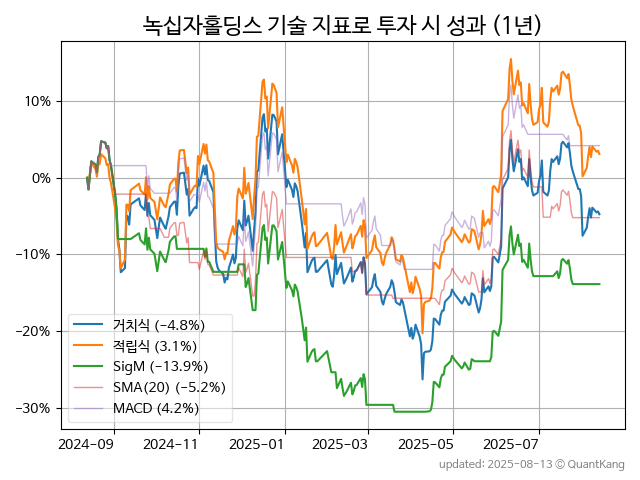 녹십자홀딩스 기술 지표로 투자 시 성과 (1년)
10%
0%
−10%
−20%
−30%
거치식 (−4.8%)
적립식 (3.1%)
SigM (−13.9%)
SMA(20) (−5.2%)
MACD (4.2%)
2024-09 2024-11 2025-01 2025-03 2025-05 2025-07
updated: 2025-08-13 © QuantKang